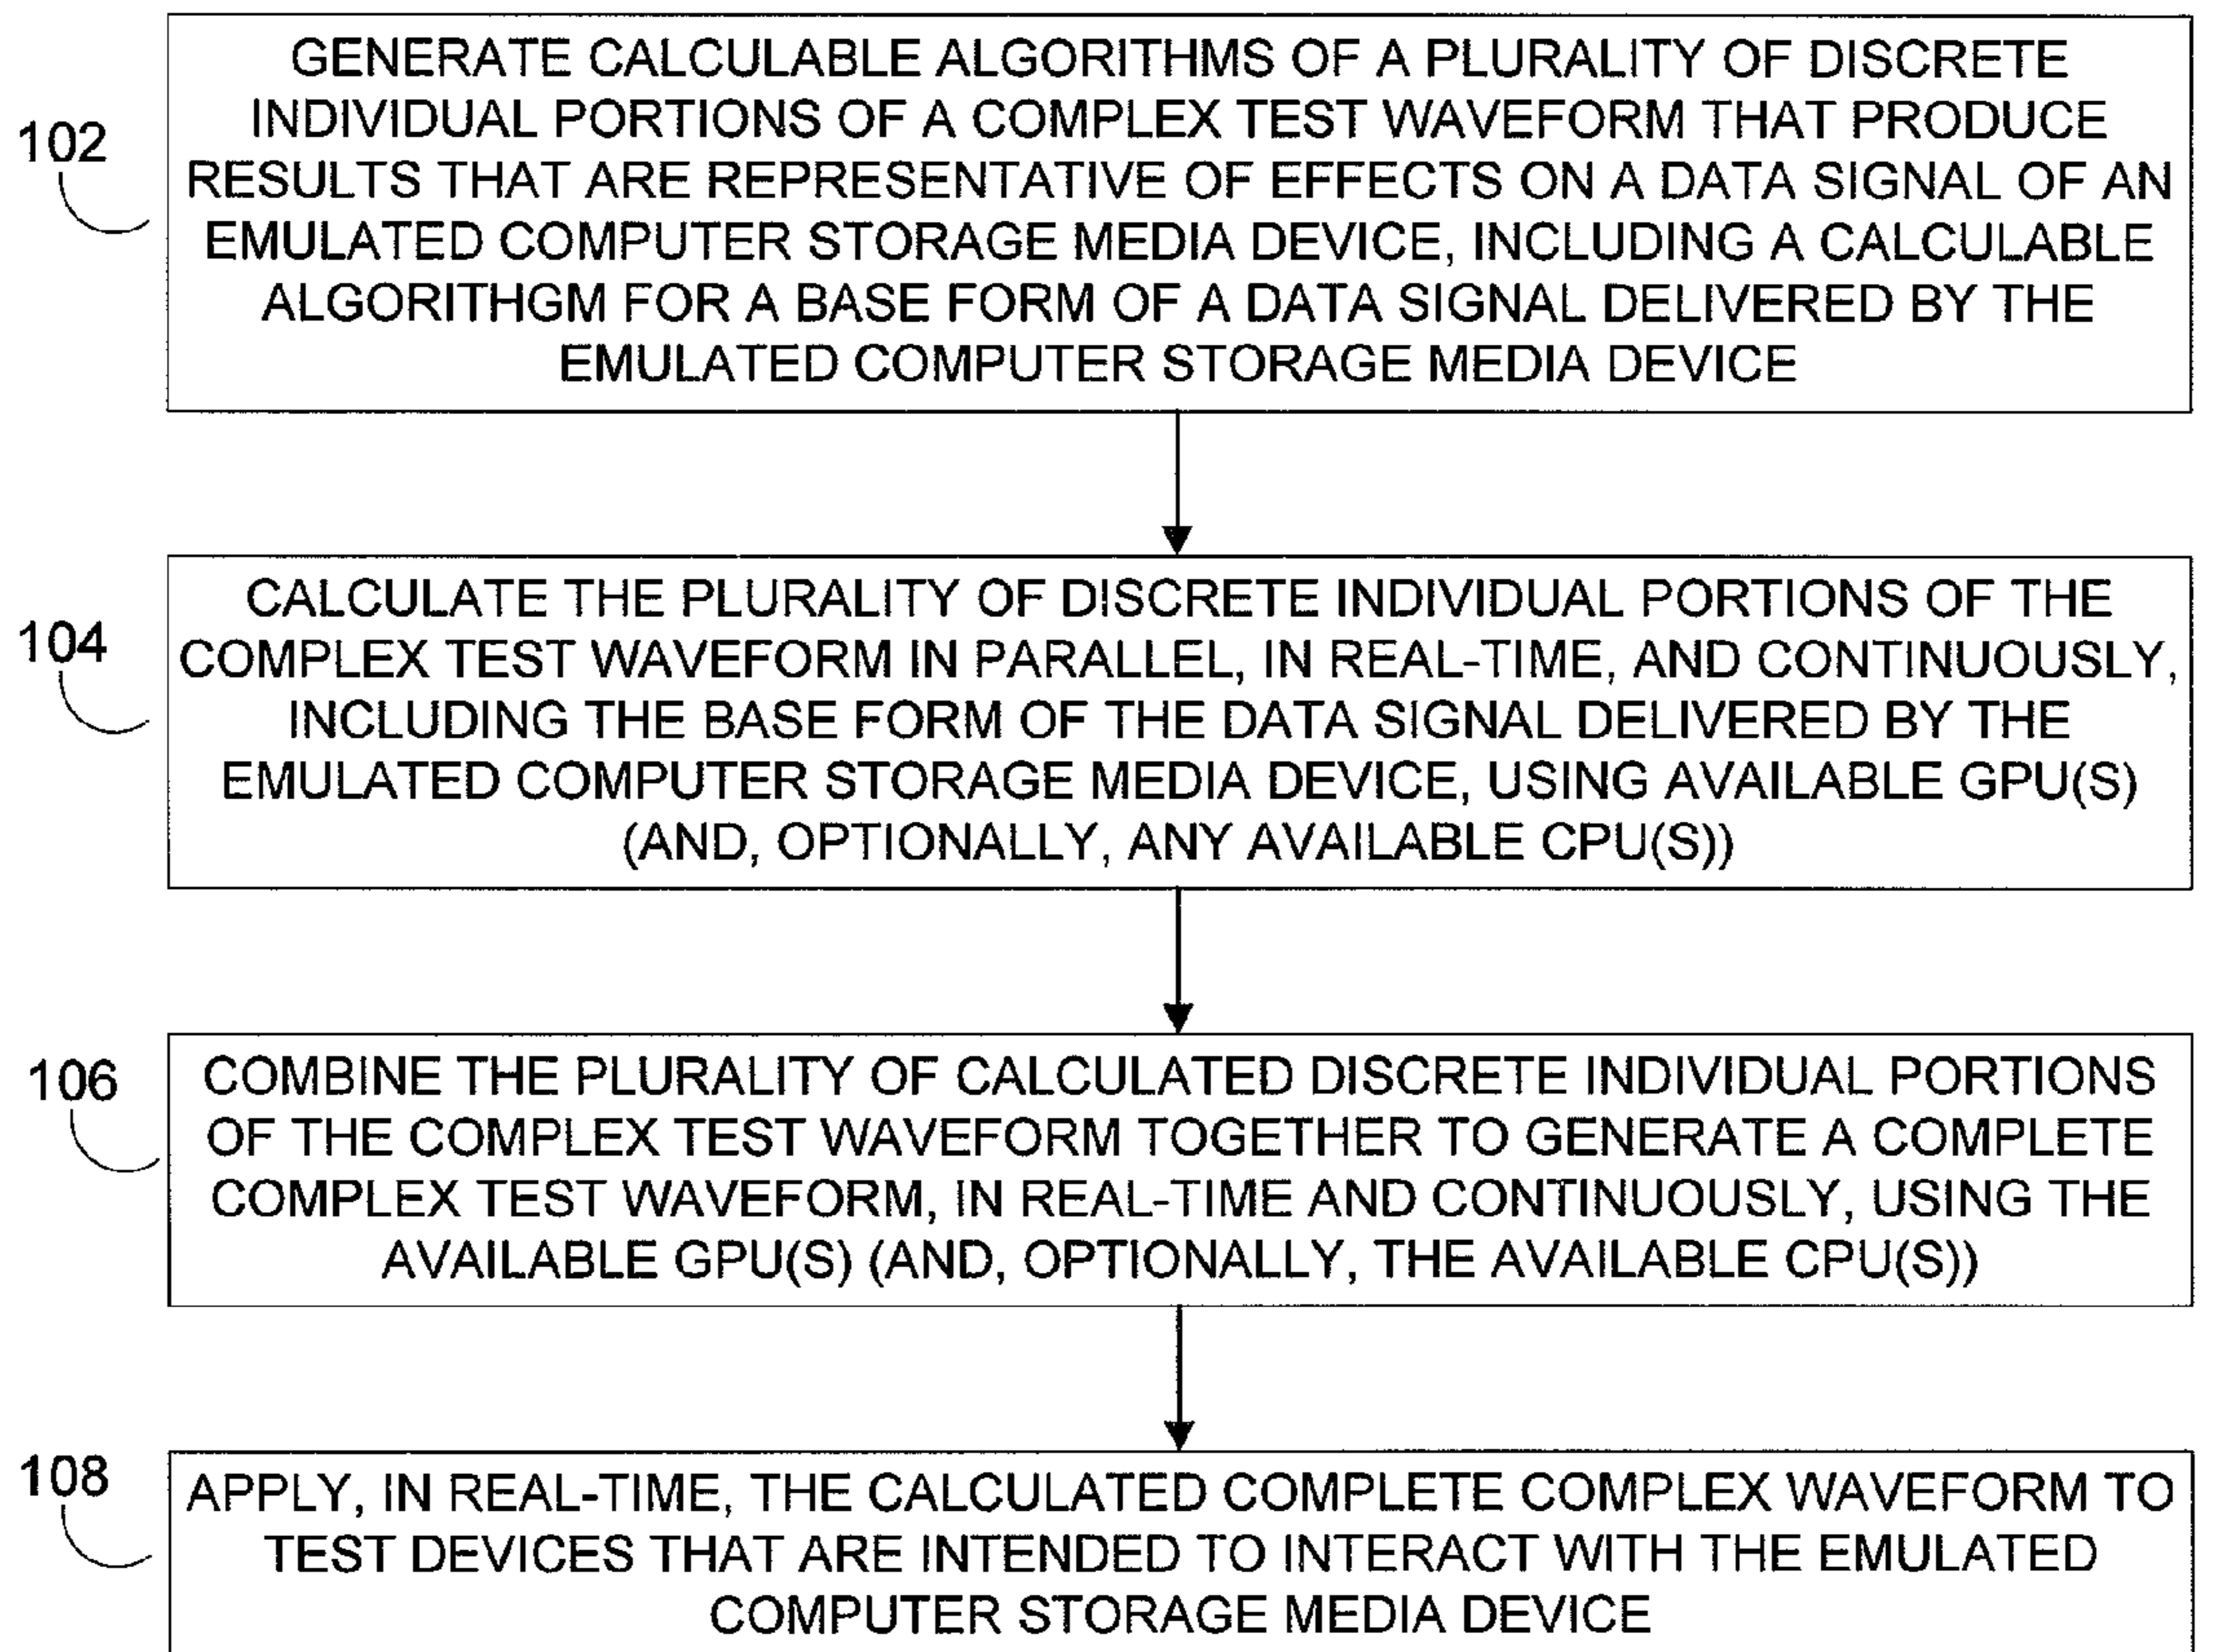 GENERATE CALCULABLE ALGORITHMS OF A PLURALITY OF DISCRETE
INDIVIDUAL PORTIONS OF A COMPLEX TEST WAVEFORM THAT PRODUCE
102
RESULTS THAT ARE REPRESENTATIVE OF EFFECTS ON A DATA SIGNAL OF AN
EMULATED COMPUTER STORAGE MEDIA DEVICE, INCLUDING A CALCULABLE
ALGORITHGM FOR A BASE FORM OF A DATA SIGNAL DELIVERED BY THE
EMULATED COMPUTER STORAGE MEDIA DEVICE
104
CALCULATE THE PLURALITY OF DISCRETE INDIVIDUAL PORTIONS OF THE
COMPLEX TEST WAVEFORM IN PARALLEL, IN REAL-TIME, AND CONTINUOUSLY,
INCLUDING THE BASE FORM OF THE DATA SIGNAL DELIVERED BY THE
EMULATED COMPUTER STORAGE MEDIA DEVICE, USING AVAILABLE GPU(S)
(AND, OPTIONALLY, ANY AVAILABLE CPU(S))
106
COMBINE THE PLURALITY OF CALCULATED DISCRETE INDIVIDUAL PORTIONS
OF THE COMPLEX TEST WAVEFORM TOGETHER TO GENERATE A COMPLETE
COMPLEX TEST WAVEFORM, IN REAL-TIME AND CONTINUOUSLY, USING THE
AVAILABLE GPU(S) (AND, OPTIONALLY, THE AVAILABLE CPU(S))
108
APPLY, IN REAL-TIME, THE CALCULATED COMPLETE COMPLEX WAVEFORM TO
TEST DEVICES THAT ARE INTENDED TO INTERACT WITH THE EMULATED
COMPUTER STORAGE MEDIA DEVICE